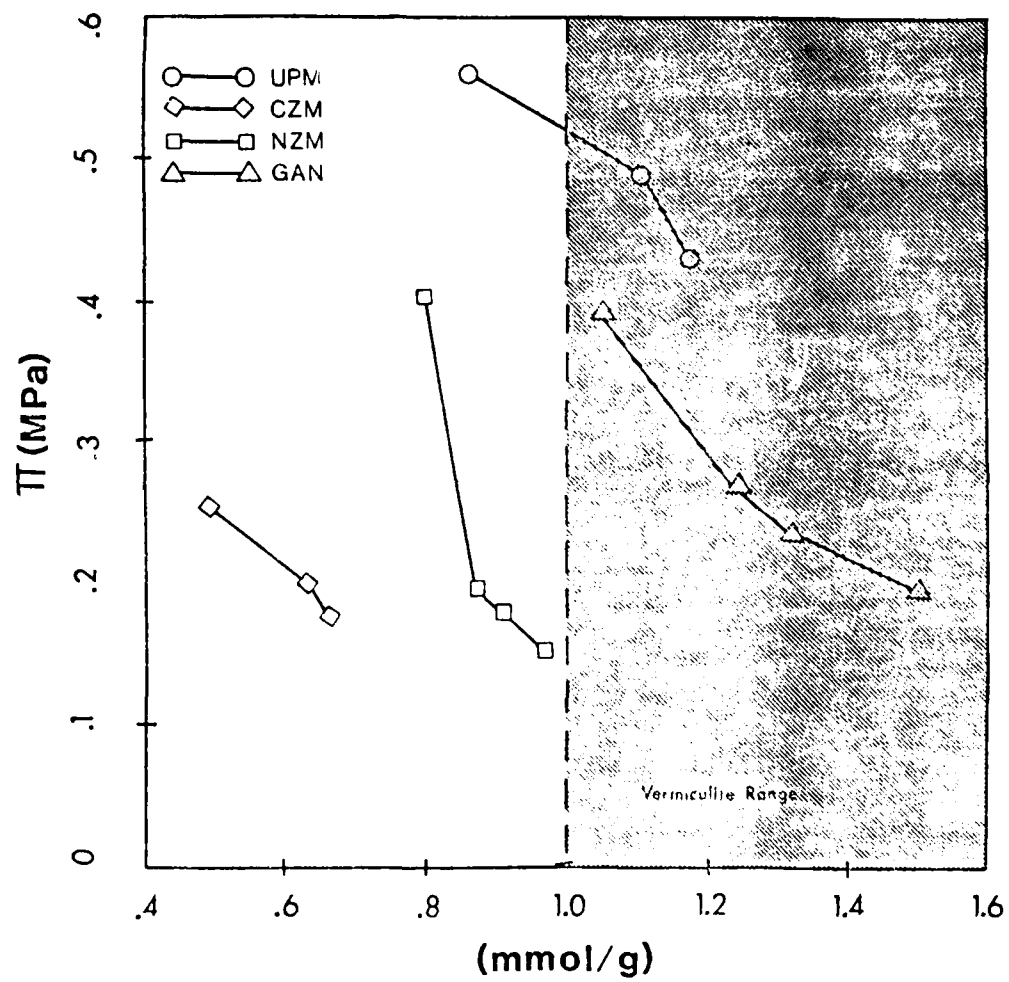 .6
.5
.4
.3
.2
.1
0
Π (MPa)
UPM
CZM
NZM
GAN
Vermiculite Range
.4 .6 .8 1.0 1.2 1.4 1.6
(mmol/g)